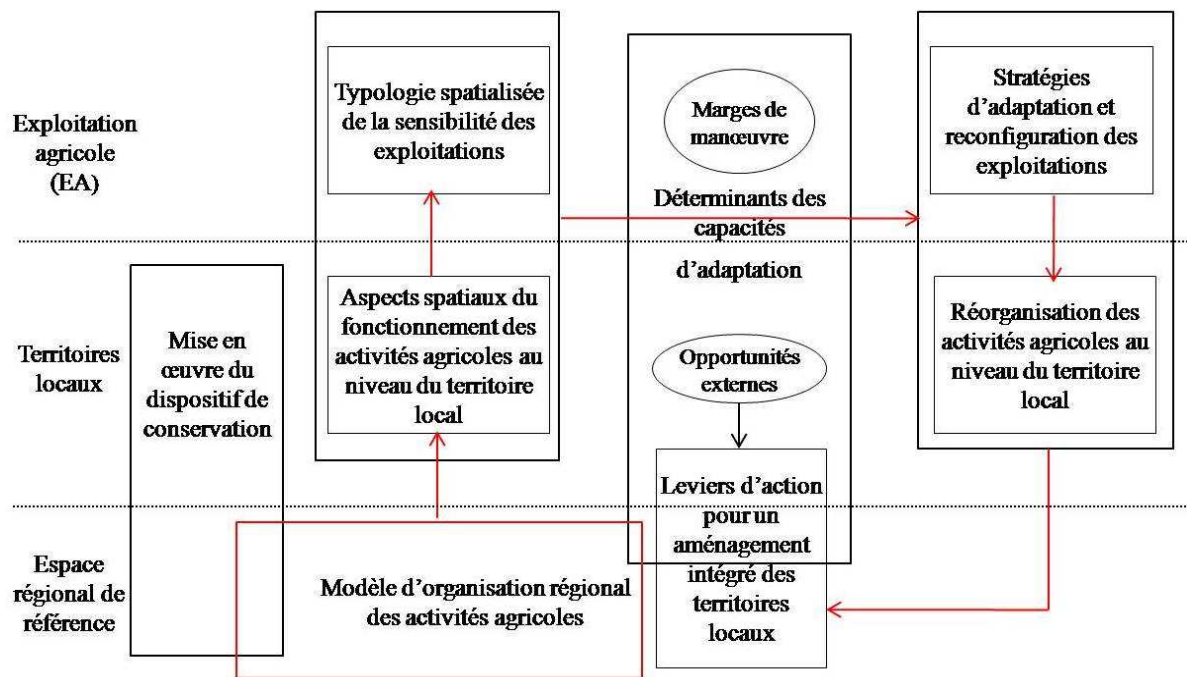 Exploitation
agricole
(EA)
Typologie spatialisée
de la sensibilité des
exploitations
Marges de
manœuvre
Déterminants des
capacités
d'adaptation
Stratégies
d'adaptation et
reconfiguration des
exploitations
Territoires
locaux
Mise en
œuvre du
dispositif de
conservation
Aspects spatiaux du
fonctionnement des
activités agricoles au
niveau du territoire
local
Opportunités
externes
Réorganisation des
activités agricoles au
niveau du territoire
local
Espace
régional de
référence
Modèle d'organisation régional
des activités agricoles
Leviers d'action
pour un
aménagement
intégré des
territoires
locaux